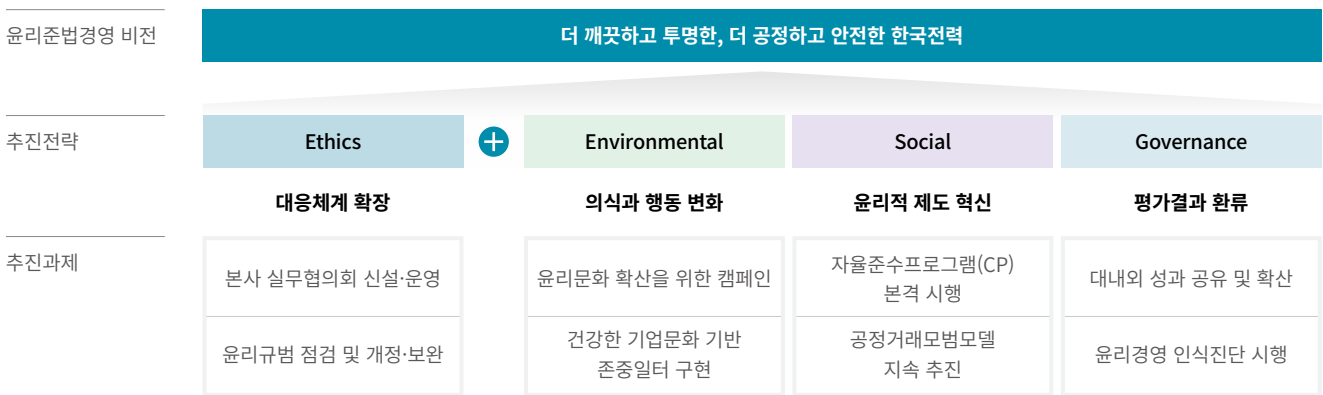 윤리준법경영 비전
더 깨끗하고 투명한, 더 공정하고 안전한 한국전력
추진전략
Ethics
Environmental
Social
Governance
대응체계 확장
의식과 행동 변화
윤리적 제도 혁신
평가결과 환류
추진과제
본사 실무협의회 신설·운영
윤리문화 확산을 위한 캠페인
자율준수프로그램(CP)
본격 시행
대내외 성과 공유 및 확산
윤리규범 점검 및 개정·보완
건강한 기업문화 기반
존중일터 구현
공정거래모범모델
지속 추진
윤리경영 인식진단 시행